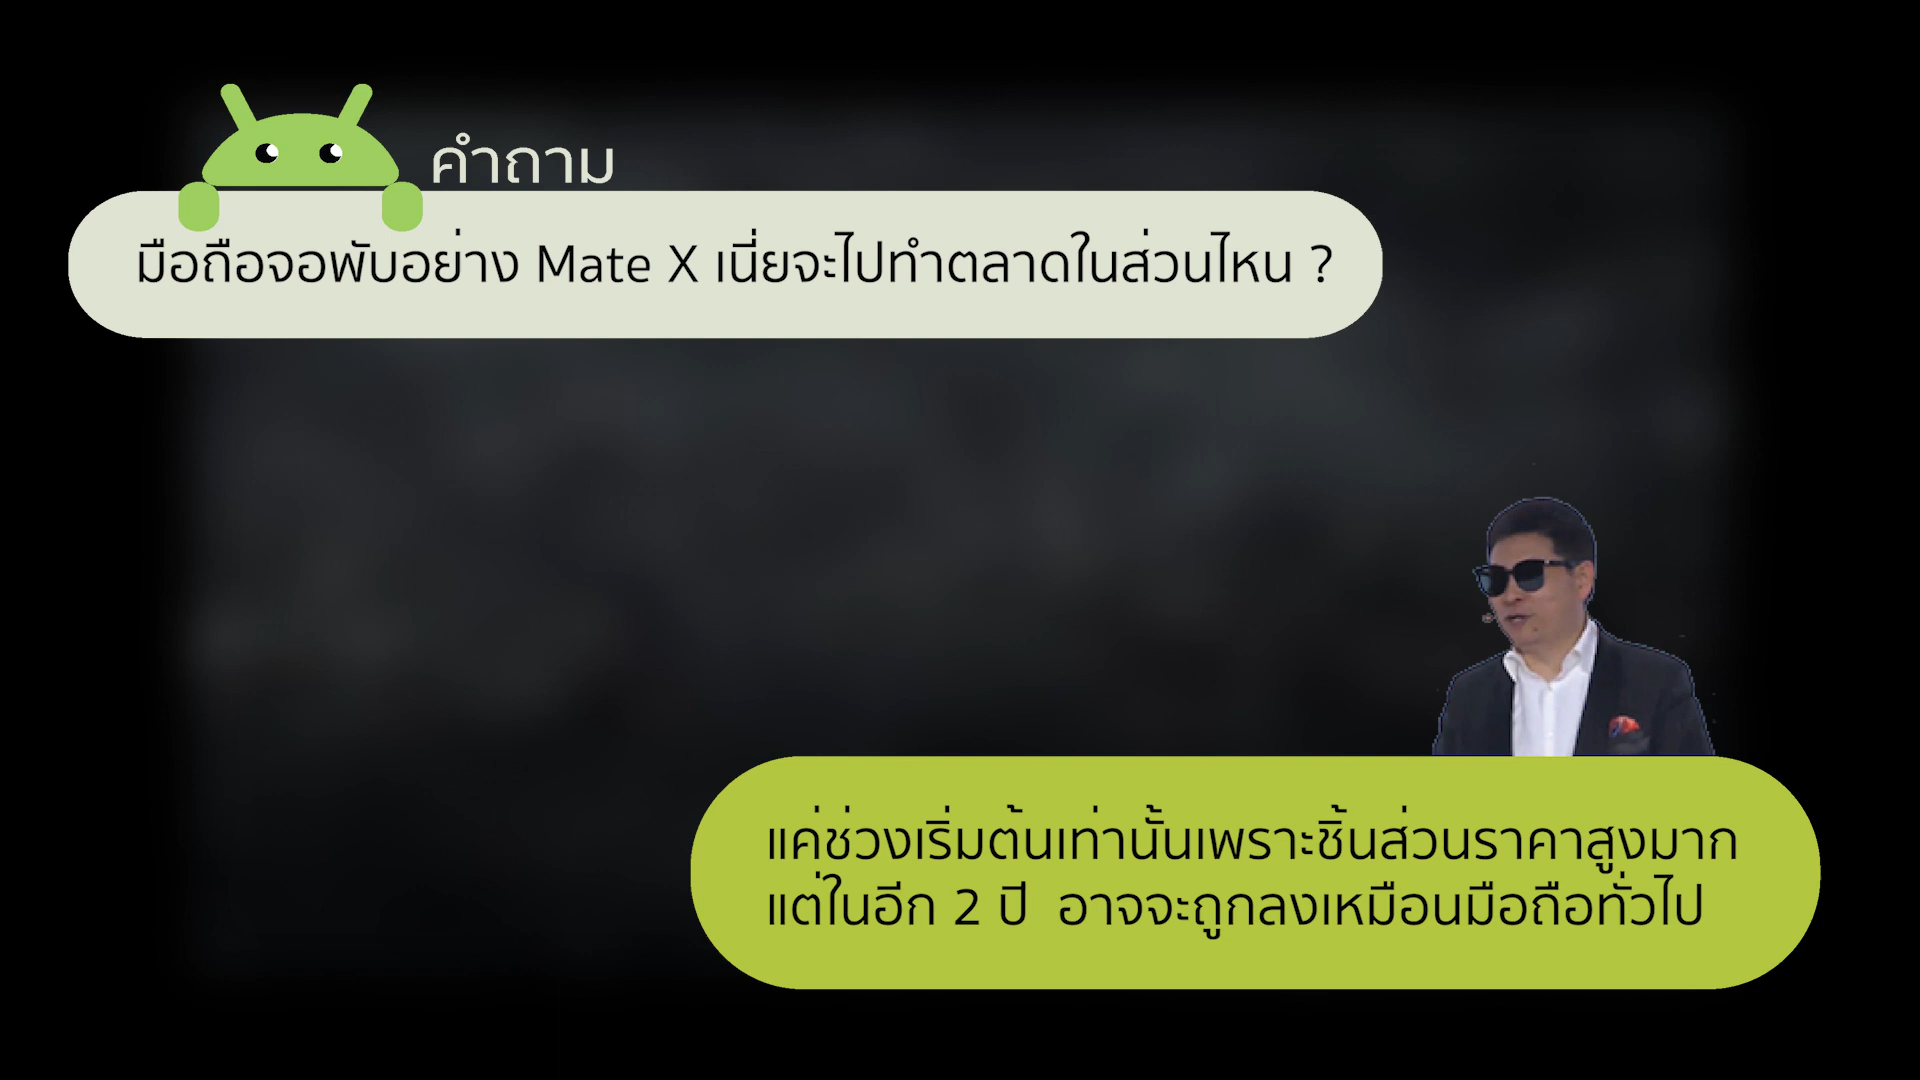 คำถาม
มือถือจอพับอย่าง Mate X เนี่ยจะไปทำตลาดในส่วนไหน ?
แค่ช่วงเริ่มต้นเท่านั้นเพราะชิ้นส่วนราคาสูงมาก
แต่ในอีก 2 ปี อาจจะถูกลงเหมือนมือถือทั่วไป